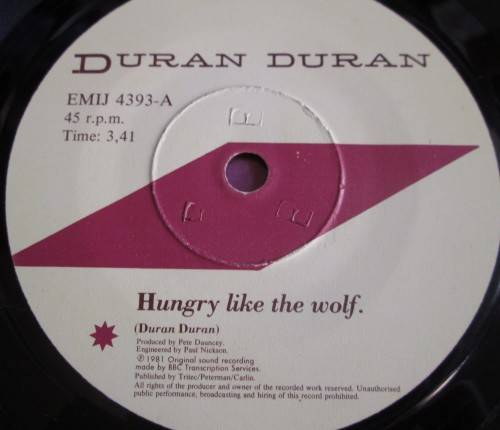 DURAN DURAN
EMIJ 4393-A
45 r.p.m.
Time: 3,41
Hungry like the wolf.
(Duran Duran)
Produced by Pete Dauncey.
Engineered by Paul Nickson.
℗ 1981 Original sound recording
made by BBC Transcription Services.
Published by Tritec/Peterman/Carlin.
All rights of the producer and owner of the recorded work reserved. Unauthorised
public performance, broadcasting and hiring of this record prohibited.